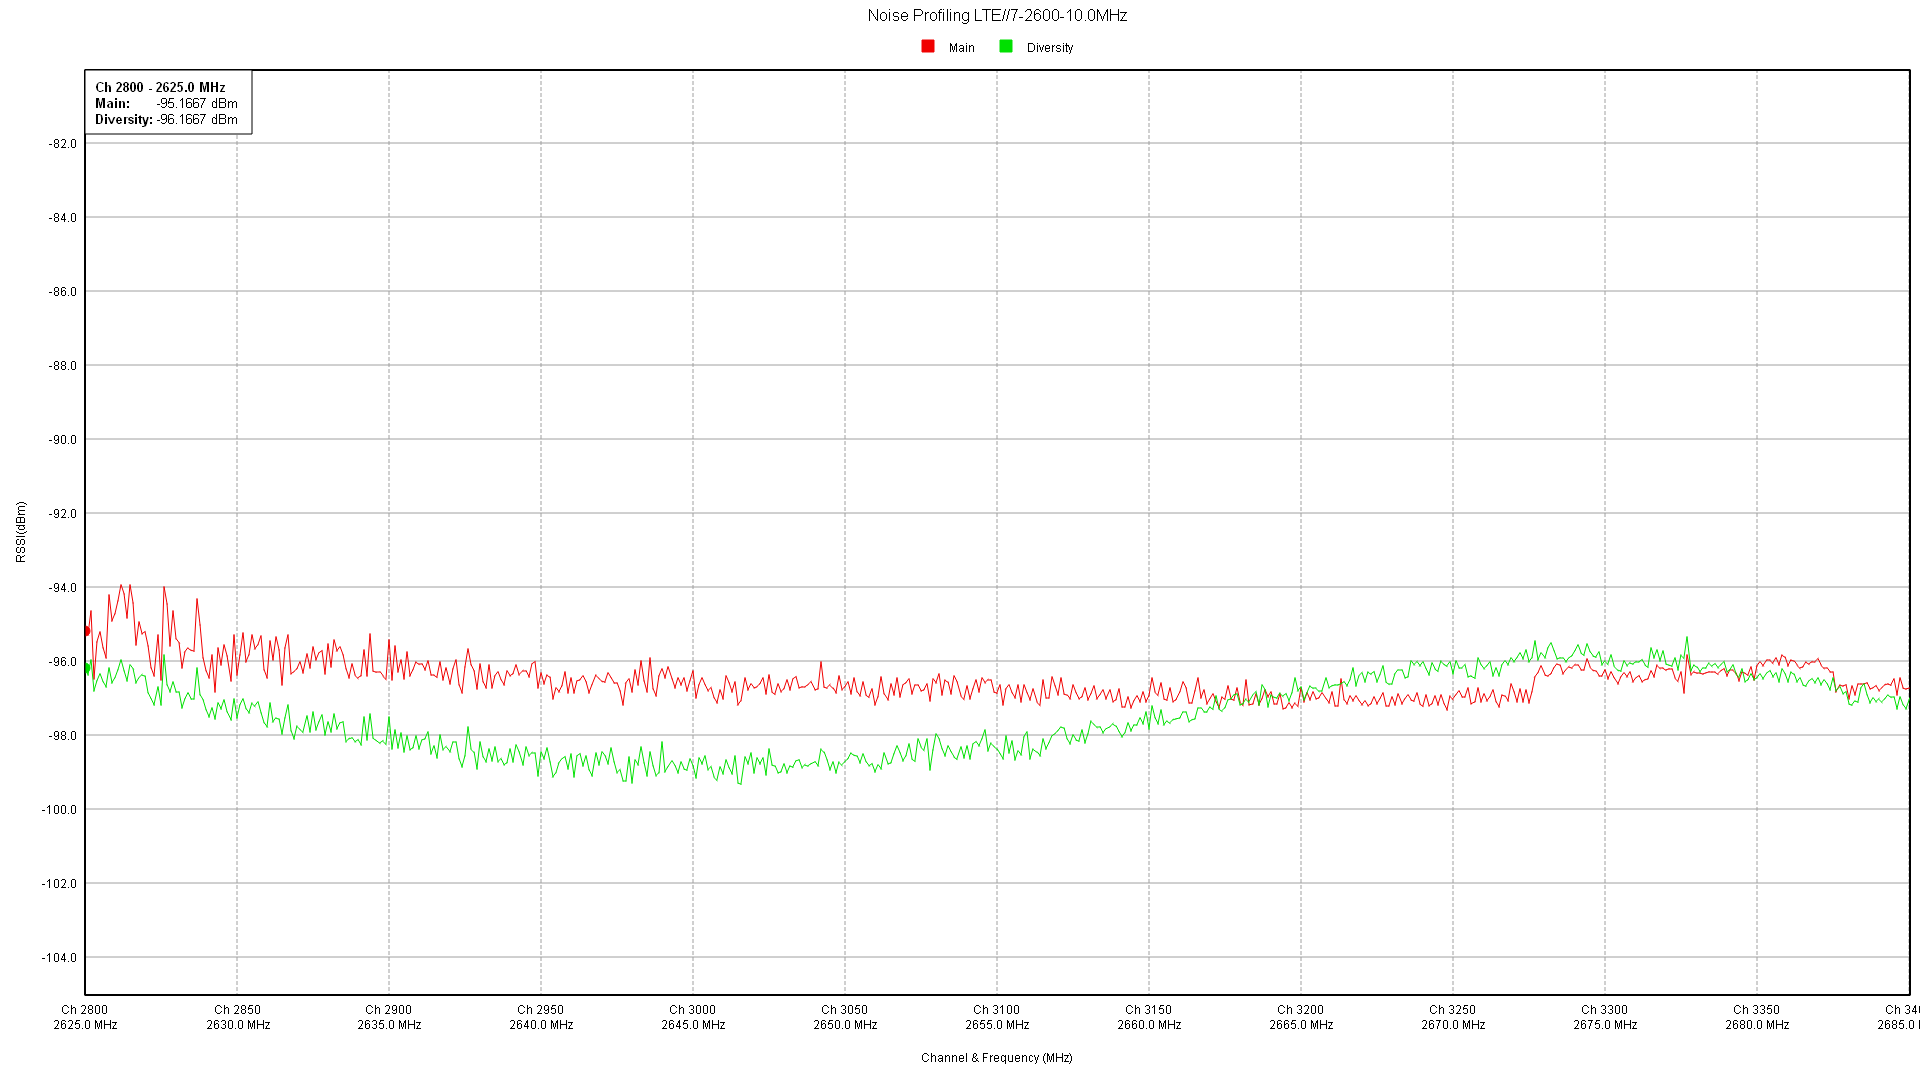 Noise Profiling LTE//7-2600-10.0MHz
Main Diversity
Ch 2800 - 2625.0 MHz
Main: -95.1667 dBm
Diversity: -96.1667 dBm
-82.0
-84.0
-86.0
-88.0
-90.0
-92.0
RSSI(dBm)
-94.0
-96.0
-98.0
-100.0
-102.0
-104.0
Ch 2800 Ch 2850 Ch 2900 Ch 2950 Ch 3000 Ch 3050 Ch 3100 Ch 3150 Ch 3200 Ch 3250 Ch 3300 Ch 3350 Ch
2625.0 MHz 2630.0 MHz 2635.0 MHz 2640.0 MHz 2645.0 MHz 2650.0 MHz 2655.0 MHz 2660.0 MHz 2665.0 MHz 2670.0 MHz 2675.0 MHz 2680.0 MHz 2685.0
Channel & Frequency (MHz)